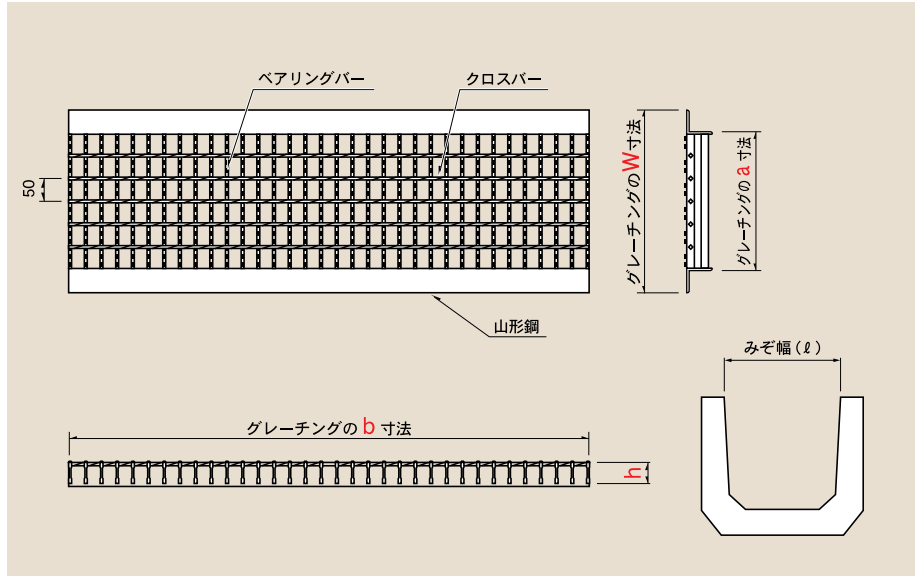 ベアリングバー
クロスバー
50
グレーチングのW寸法
グレーチングのa寸法
山形鋼
みぞ幅(ℓ)
グレーチングのb寸法
h